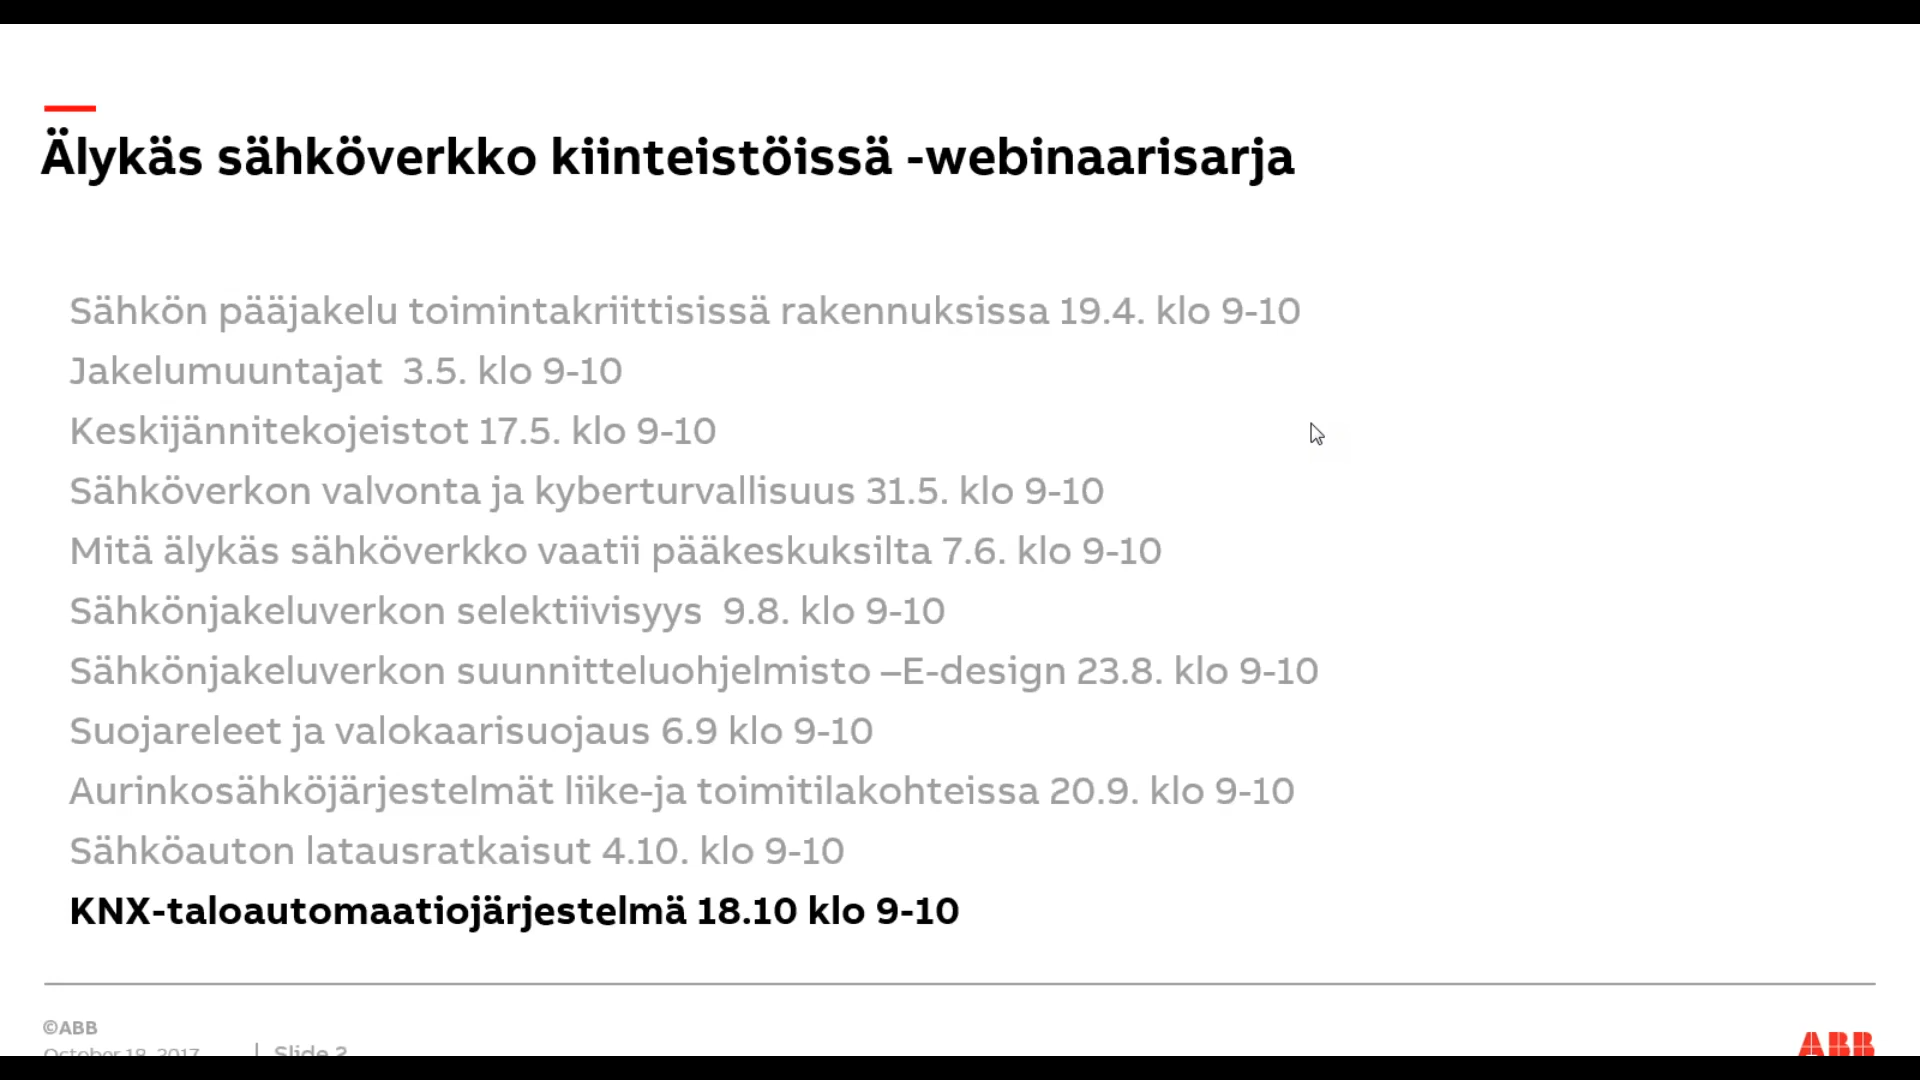 Älykäs sähköverkko kiinteistöissä -webinaarisarja
Sähkön pääjakelu toimintakriittisissä rakennuksissa 19.4. klo 9-10
Jakelumuuntajat 3.5. klo 9-10
Keskijännitekojeistot 17.5. klo 9-10
Sähköverkon valvonta ja kyberturvallisuus 31.5. klo 9-10
Mitä älykäs sähköverkko vaatii pääkeskuksilta 7.6. klo 9-10
Sähkönjakeluverkon selektiivisyys 9.8. klo 9-10
Sähkönjakeluverkon suunnitteluohjelmisto –E-design 23.8. klo 9-10
Suojareleet ja valokaarisuojaus 6.9 klo 9-10
Aurinkosähköjärjestelmät liike-ja toimitilakohteissa 20.9. klo 9-10
Sähköauton latausratkaisut 4.10. klo 9-10
KNX-taloautomaatiojärjestelmä 18.10 klo 9-10
©ABB
October 18, 2017 | Slide 2
ABB